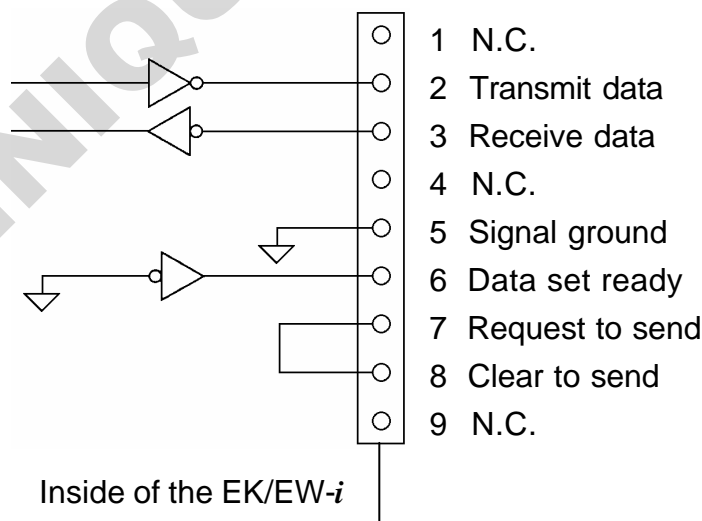 1 N.C.
2 Transmit data
3 Receive data
4 N.C.
5 Signal ground
6 Data set ready
7 Request to send
8 Clear to send
9 N.C.
Inside of the EK/EW-i
NIQU